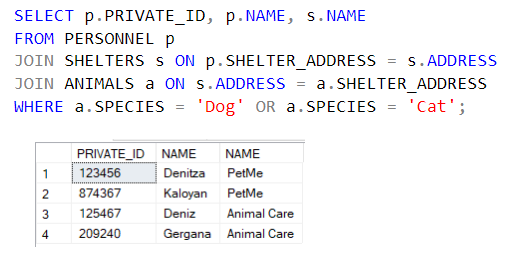 SELECT p.PRIVATE_ID, p.NAME, s.NAME
FROM PERSONNEL p
JOIN SHELTERS s ON p.SHELTER_ADDRESS = s.ADDRESS
JOIN ANIMALS a ON s.ADDRESS = a.SHELTER_ADDRESS
WHERE a.SPECIES = 'Dog' OR a.SPECIES = 'Cat';
PRIVATE_ID NAME NAME
1 123456 Denitza PetMe
2 874367 Kaloyan PetMe
3 125467 Deniz Animal Care
4 209240 Gergana Animal Care